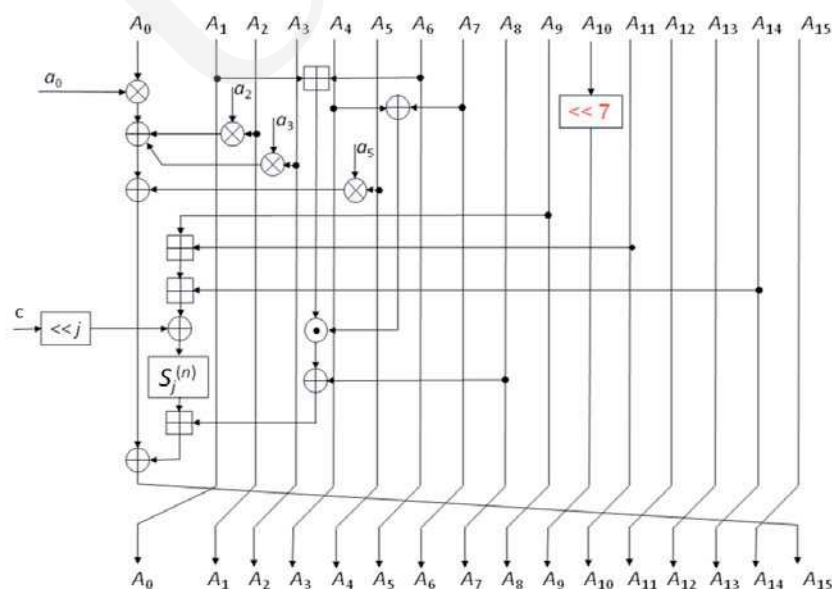 A₀ A₁ A₂ A₃ A₄ A₅ A₆ A₇ A₈ A₉ A₁₀ A₁₁ A₁₂ A₁₃ A₁₄ A₁₅
a₀
a₂
<< 7
a₃
a₅
c
<< j
Sⱼ⁽ⁿ⁾
A₀ A₁ A₂ A₃ A₄ A₅ A₆ A₇ A₈ A₉ A₁₀ A₁₁ A₁₂ A₁₃ A₁₄ A₁₅